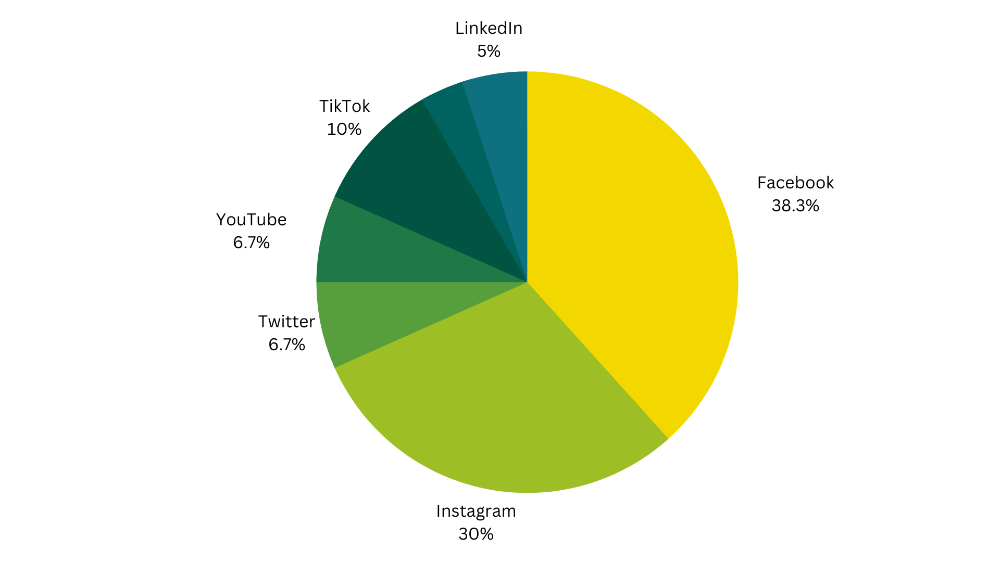 LinkedIn
5%
TikTok
10%
Facebook
38.3%
YouTube
6.7%
Twitter
6.7%
Instagram
30%